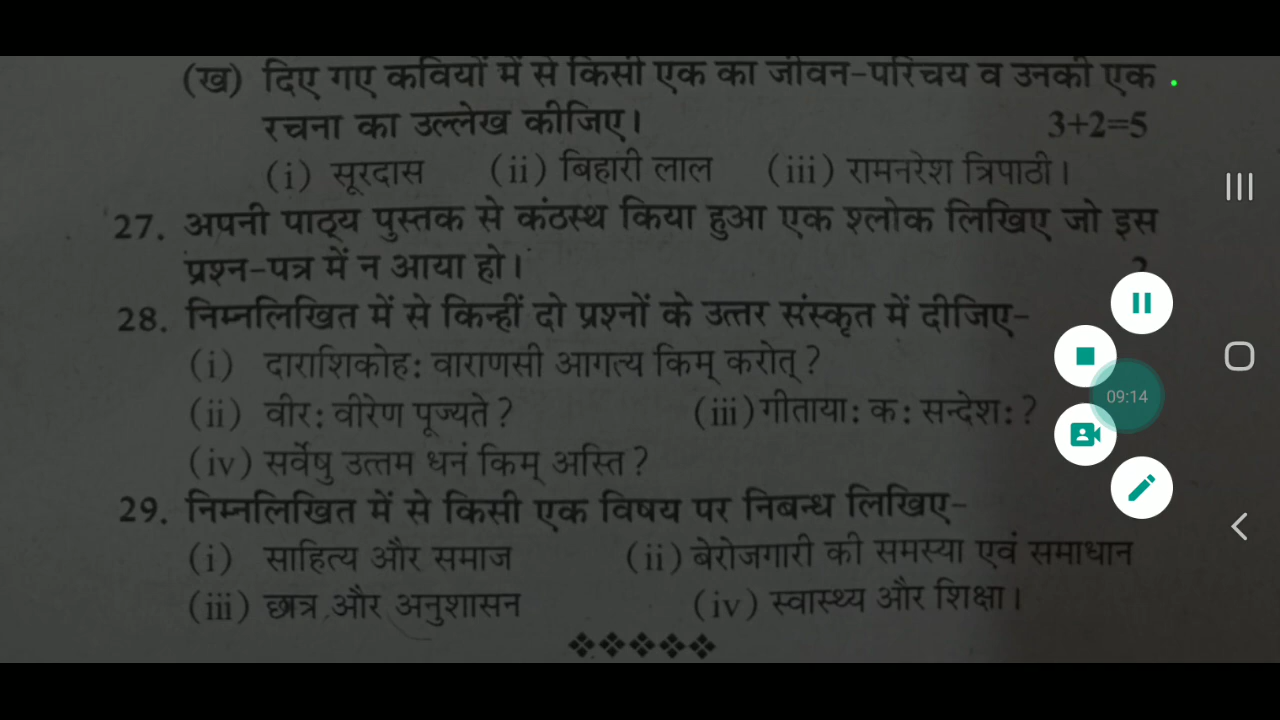 (ख) दिए गए कवियों में से किसी एक का जीवन-परिचय व उनकी एक
रचना का उल्लेख कीजिए। 3+2=5
(i) सूरदास (ii) बिहारी लाल (iii) रामनरेश त्रिपाठी।
27. अपनी पाठ्य पुस्तक से कंठस्थ किया हुआ एक श्लोक लिखिए जो इस
प्रश्न-पत्र में न आया हो।
28. निम्नलिखित में से किन्हीं दो प्रश्नों के उत्तर संस्कृत में दीजिए-
(i) दाराशिकोह: वाराणसी आगत्य किम् करोत् ?
(ii) वीर: वीरेण पूज्यते ? (iii) गीताया: क: सन्देश: ?
09:14
(iv) सर्वेषु उत्तम धनं किम् अस्ति ?
29. निम्नलिखित में से किसी एक विषय पर निबन्ध लिखिए-
(i) साहित्य और समाज (ii) बेरोजगारी की समस्या एवं समाधान
(iii) छात्र और अनुशासन (iv) स्वास्थ्य और शिक्षा।